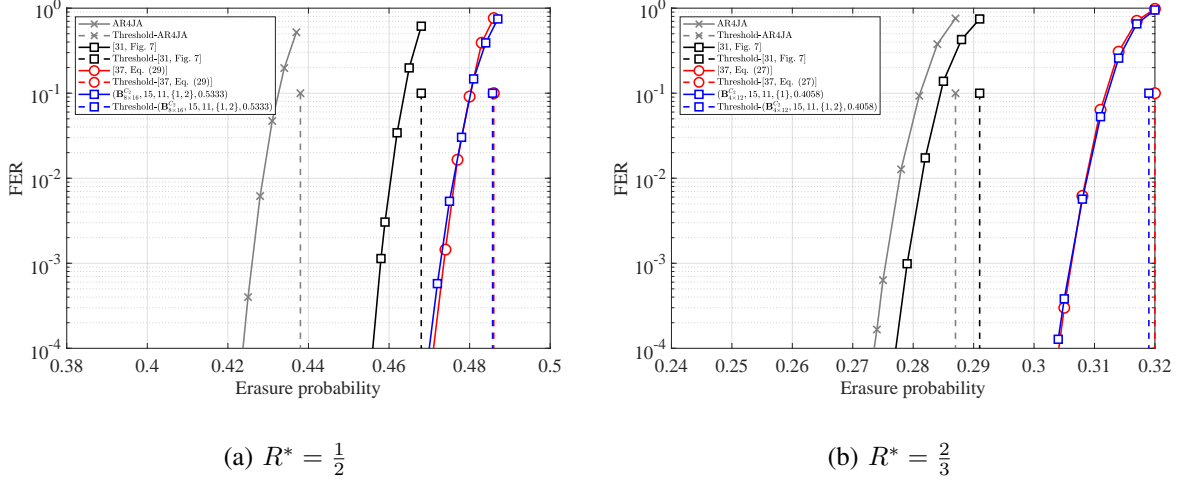 10^0
10^-1
10^-2
10^-3
10^-4
FER
AR4JA
Threshold-AR4JA
[31, Fig. 7]
Threshold-[31, Fig. 7]
[37, Eq. (29)]
Threshold-[37, Eq. (29)]
(B^{C_2}_{8×16}, 15, 11, {1, 2}, 0.5333)
Threshold-(B^{C_2}_{8×16}, 15, 11, {1, 2}, 0.5333)
0.38 0.4 0.42 0.44 0.46 0.48 0.5
Erasure probability
(a) R* = 1/2
10^0
10^-1
10^-2
10^-3
10^-4
FER
AR4JA
Threshold-AR4JA
[31, Fig. 7]
Threshold-[31, Fig. 7]
[37, Eq. (27)]
Threshold-[37, Eq. (27)]
(B^{C_2}_{4×12}, 15, 11, {1}, 0.4058)
Threshold-(B^{C_2}_{4×12}, 15, 11, {1, 2}, 0.4058)
0.24 0.25 0.26 0.27 0.28 0.29 0.3 0.31 0.32
Erasure probability
(b) R* = 2/3